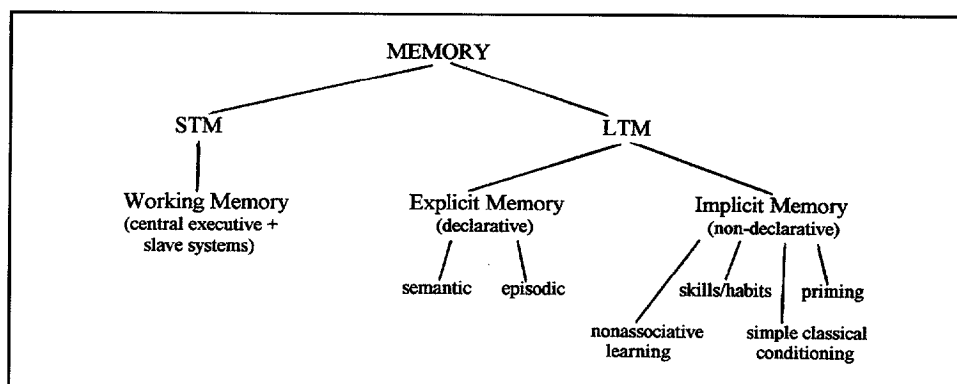 MEMORY
STM
LTM
Working Memory
(central executive +
slave systems)
Explicit Memory
(declarative)
Implicit Memory
(non-declarative)
semantic
episodic
skills/habits
priming
nonassociative
learning
simple classical
conditioning